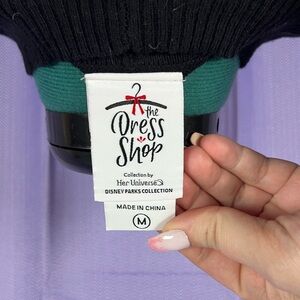 the
Dress
Shop
Collection by
Her Universe
DISNEY PARKS COLLECTION
MADE IN CHINA
M